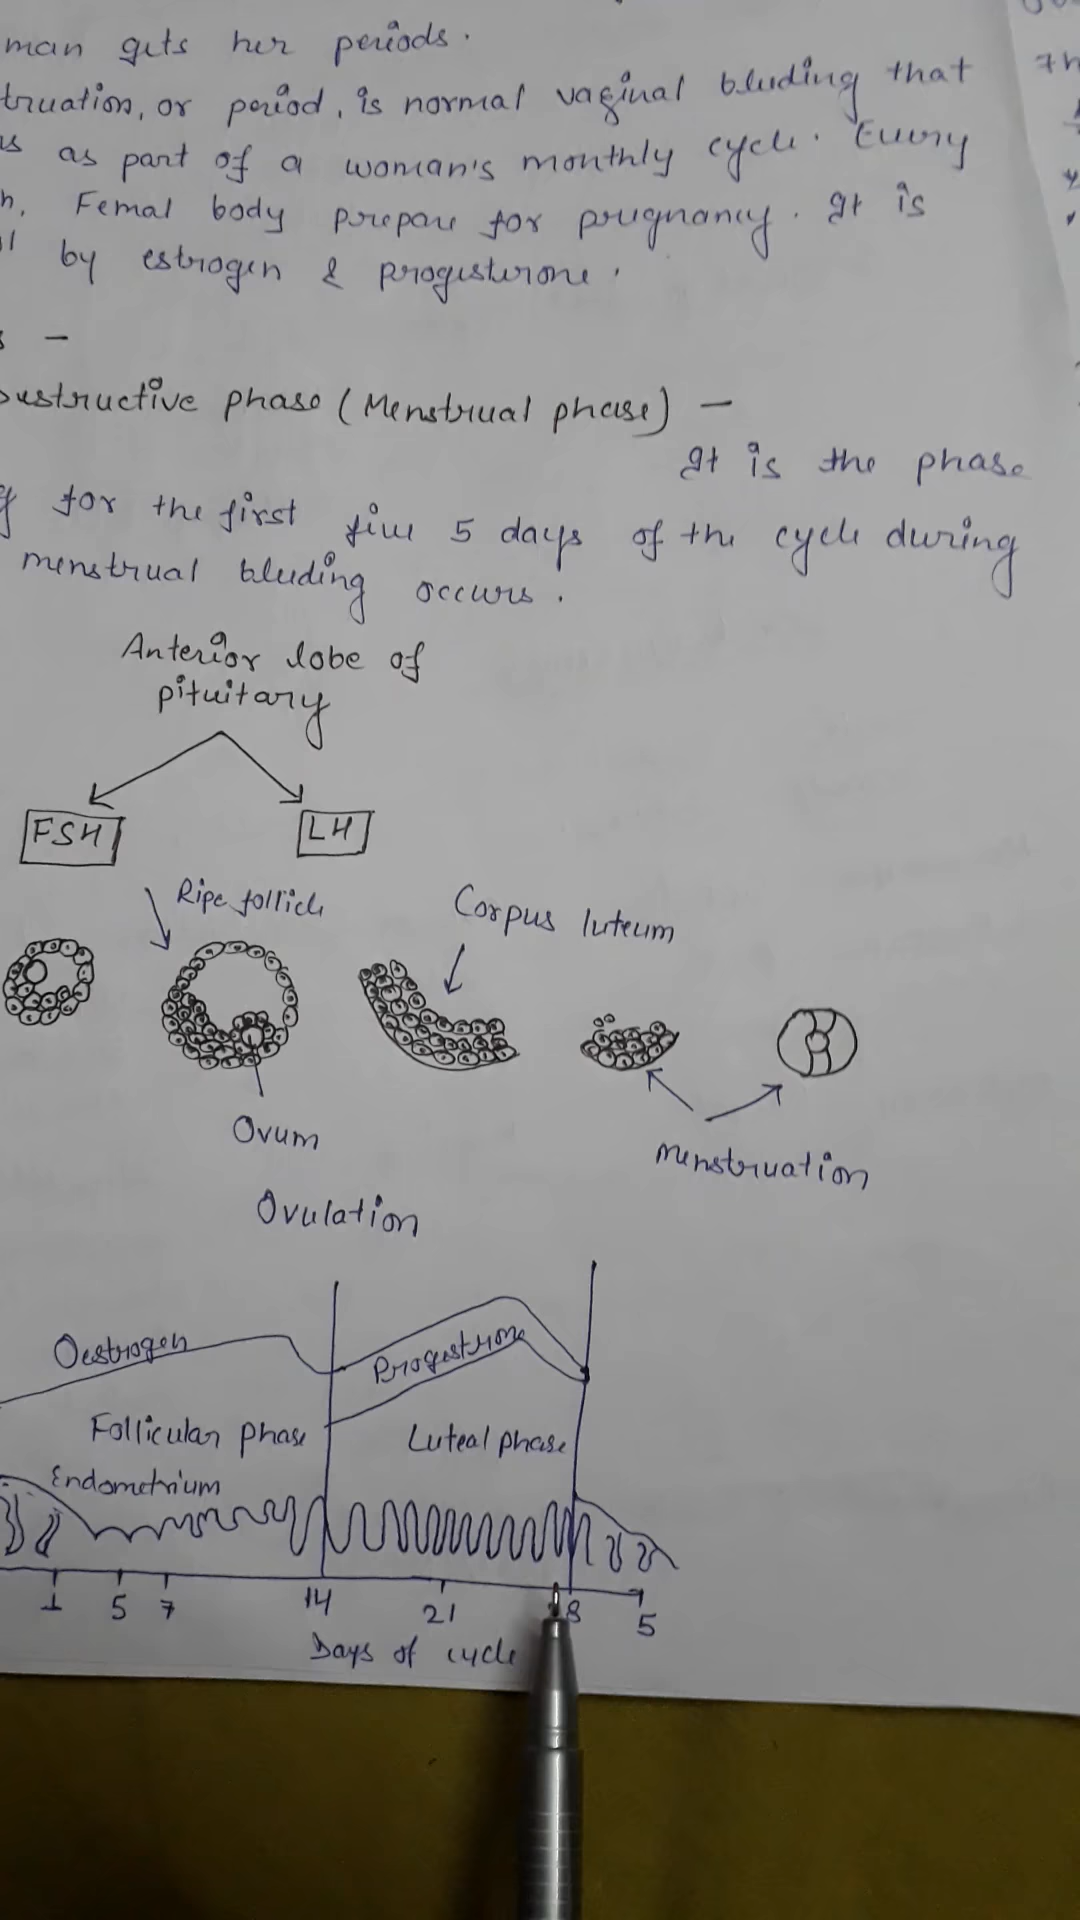 man gets her periods.
truation, or period, is normal vaginal bleeding that
us as part of a woman's monthly cycle. Every
h, Femal body prepare for pregnancy. It is
by estrogen & progesterone.
s -
Destructive phase (Menstrual phase) -
It is the phase
g for the first five 5 days of the cycle during
menstrual bleeding occurs.
Anterior lobe of
pituitary
FSH
LH
Ripe follicle
Corpus luteum
Ovum
menstruation
Ovulation
Oestrogen
Progestrone
Follicular phase
Luteal phase
Endometrium
1 5 7 14 21 8 5
Days of cycle